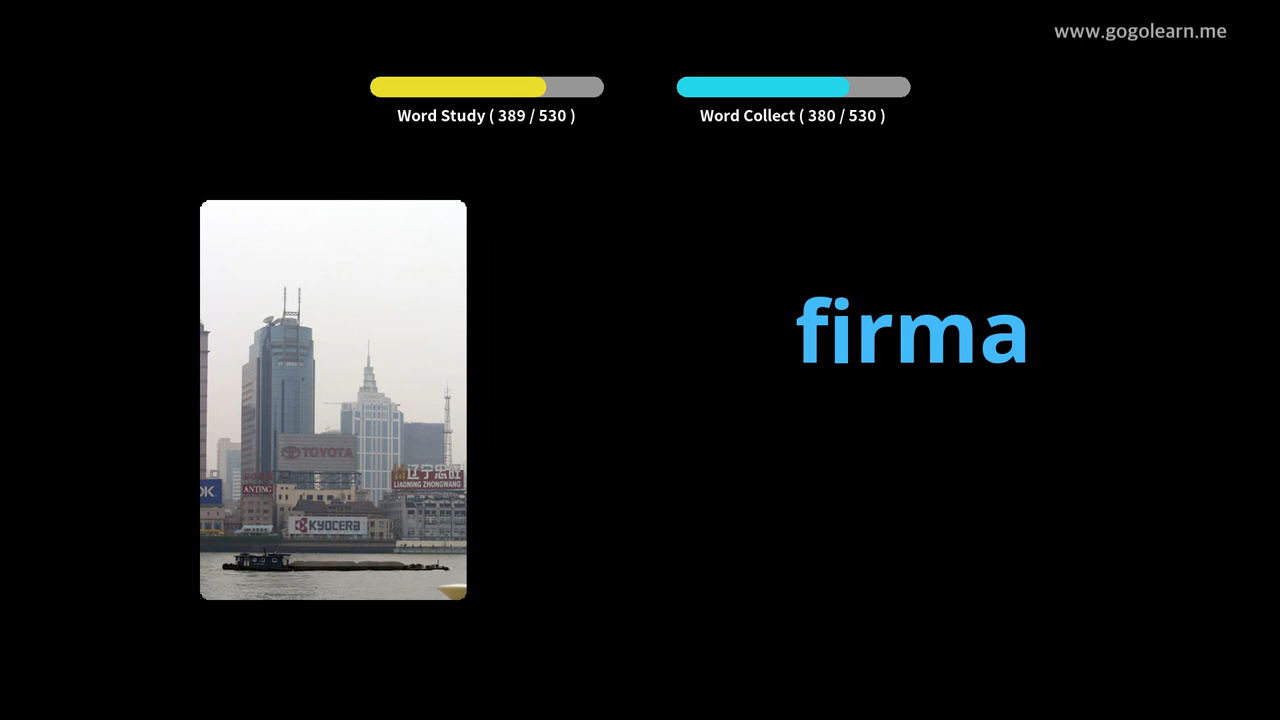 www.gogolearn.me
Word Study ( 389 / 530 )
Word Collect ( 380 / 530 )
firma
TOYOTA
辽宁忠旺
LIAONING ZHONGWANG
OK
ANTING
KYOCERA